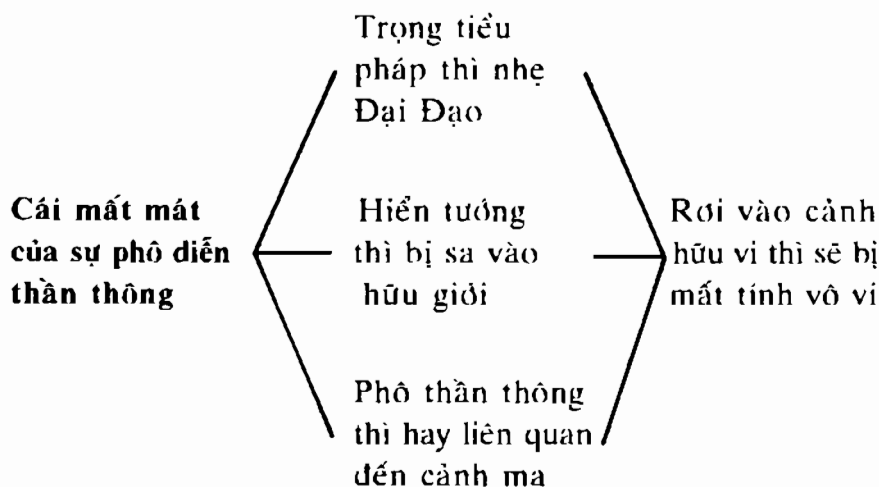 Trọng tiểu
pháp thì nhẹ
Đại Đạo
Cái mất mát
của sự phô diễn
thần thông
Hiển tướng
thì bị sa vào
hữu giới
Rơi vào cảnh
hữu vi thì sẽ bị
mất tính vô vi
Phô thần thông
thì hay liên quan
đến cảnh ma